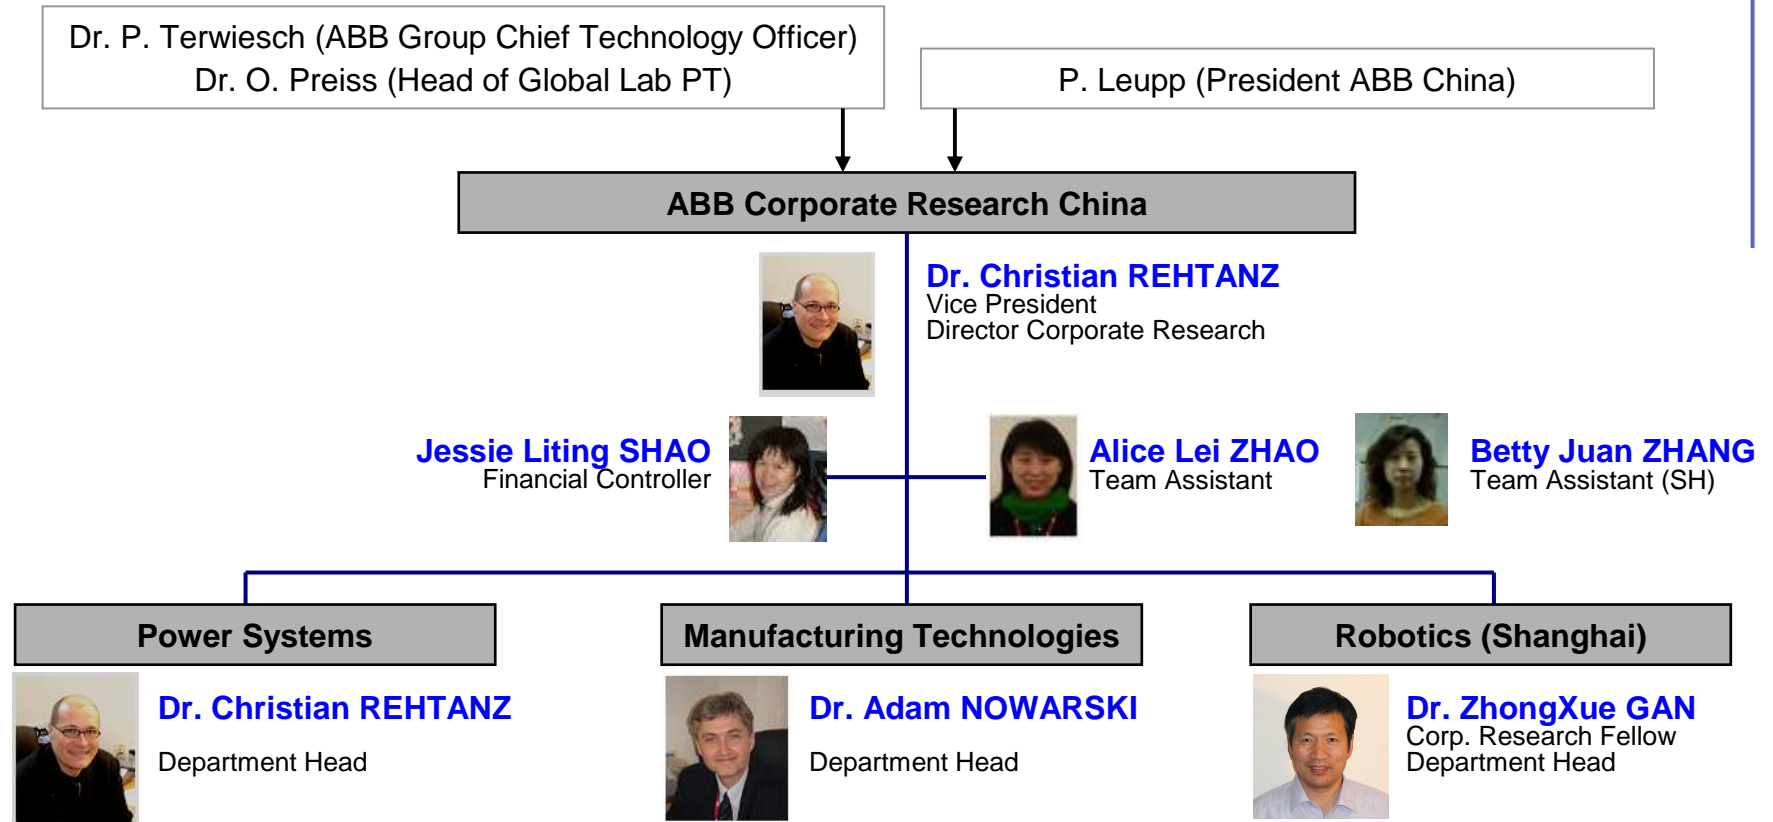 Dr. P. Terwiesch (ABB Group Chief Technology Officer)
Dr. O. Preiss (Head of Global Lab PT)
P. Leupp (President ABB China)
ABB Corporate Research China
Dr. Christian REHTANZ
Vice President
Director Corporate Research
Jessie Liting SHAO
Financial Controller
Alice Lei ZHAO
Team Assistant
Betty Juan ZHANG
Team Assistant (SH)
Power Systems
Dr. Christian REHTANZ
Department Head
Manufacturing Technologies
Dr. Adam NOWARSKI
Department Head
Robotics (Shanghai)
Dr. ZhongXue GAN
Corp. Research Fellow
Department Head